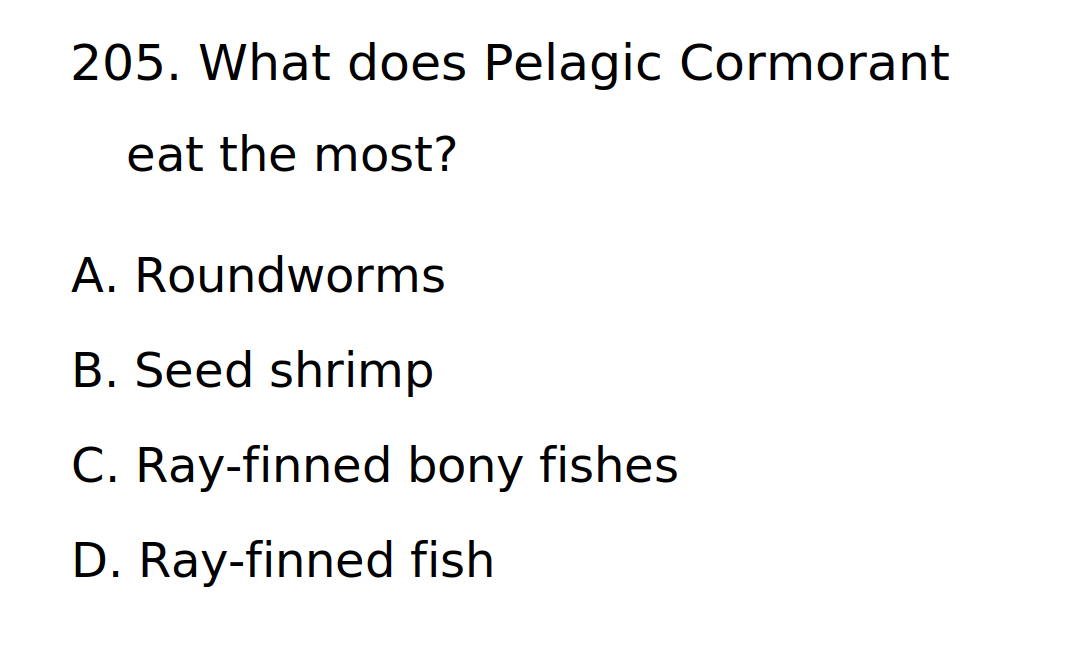 205. What does Pelagic Cormorant
eat the most?
A. Roundworms
B. Seed shrimp
C. Ray-finned bony fishes
D. Ray-finned fish